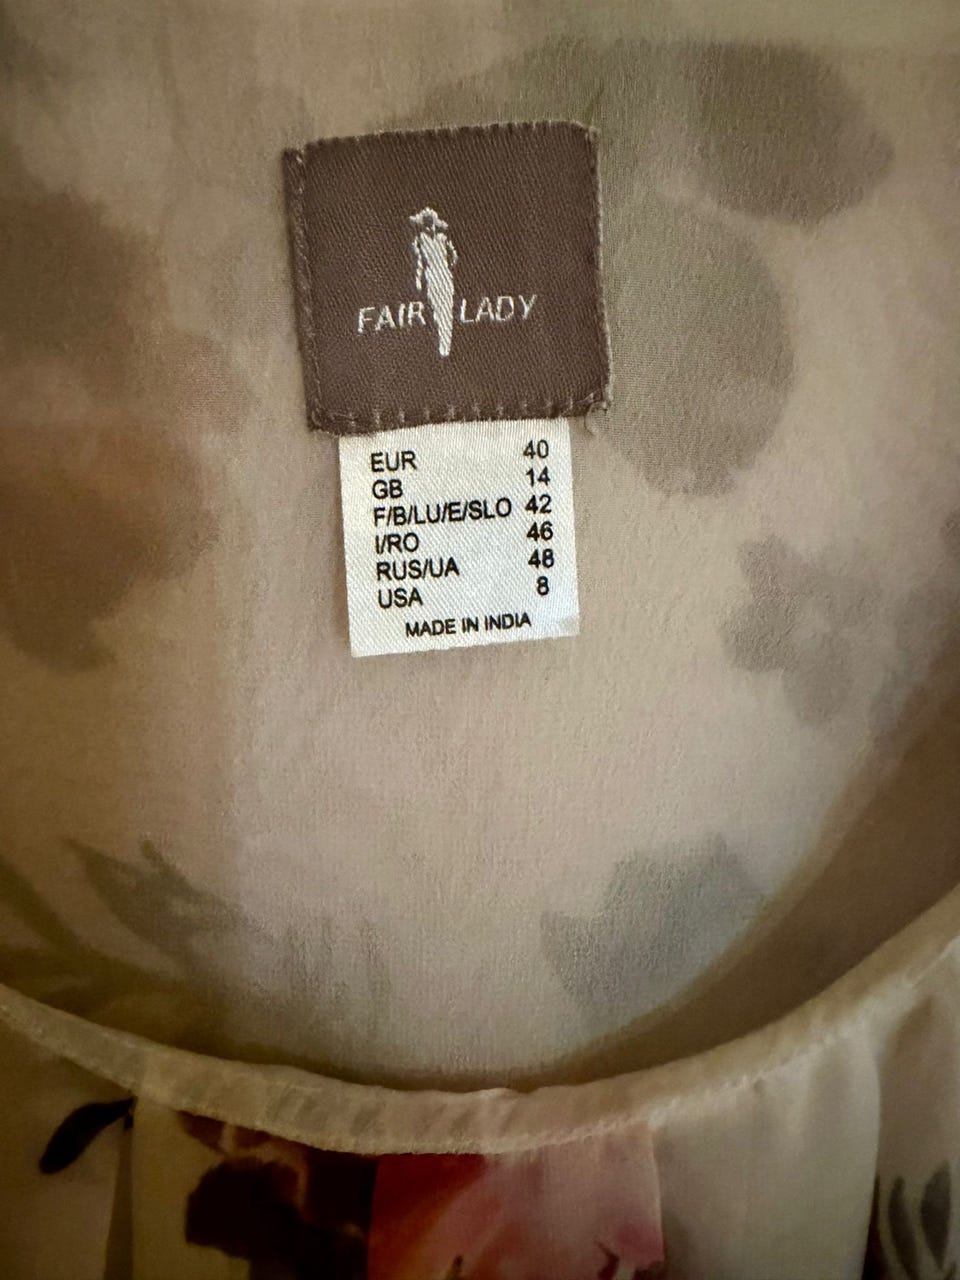 FAIR LADY
EUR 40
GB 14
F/B/LU/E/SLO 42
I/RO 46
RUS/UA 48
USA 8
MADE IN INDIA